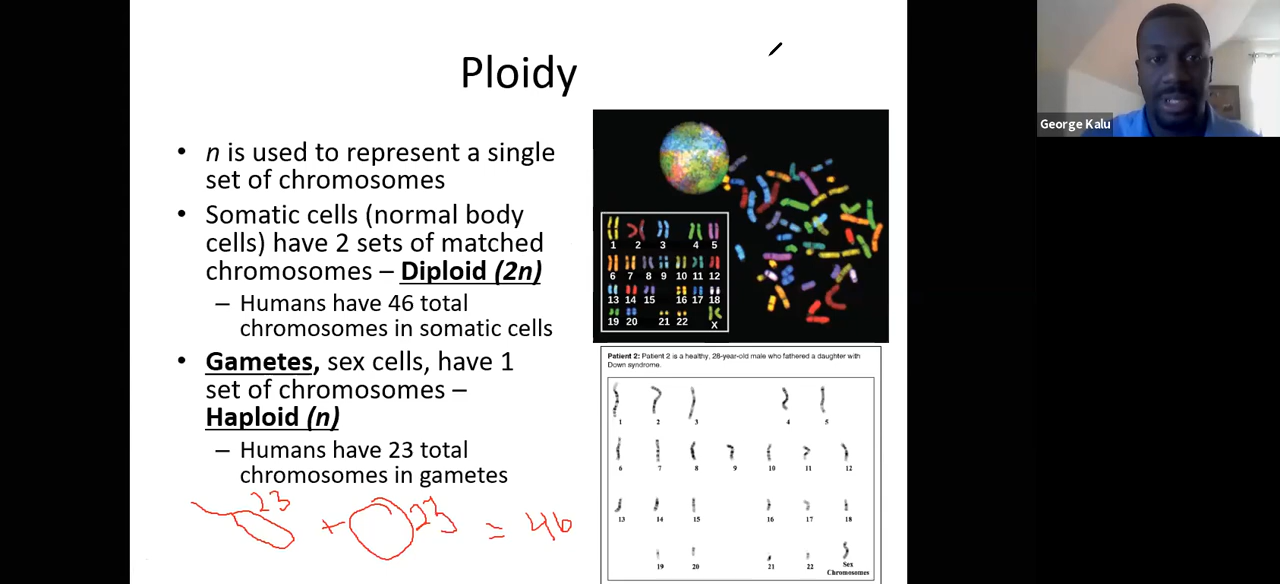 Ploidy
• n is used to represent a single
set of chromosomes
• Somatic cells (normal body
cells) have 2 sets of matched
chromosomes – Diploid (2n)
– Humans have 46 total
chromosomes in somatic cells
• Gametes, sex cells, have 1
set of chromosomes –
Haploid (n)
– Humans have 23 total
chromosomes in gametes
23 + 23 = 46
1 2 3 4 5
6 7 8 9 10 11 12
13 14 15 16 17 18
19 20 21 22 X
Patient 2: Patient 2 is a healthy, 28-year-old male who fathered a daughter with
Down syndrome.
1 2 3 4 5
6 7 8 9 10 11 12
13 14 15 16 17 18
19 20 21 22 Sex
Chromosomes
George Kalu